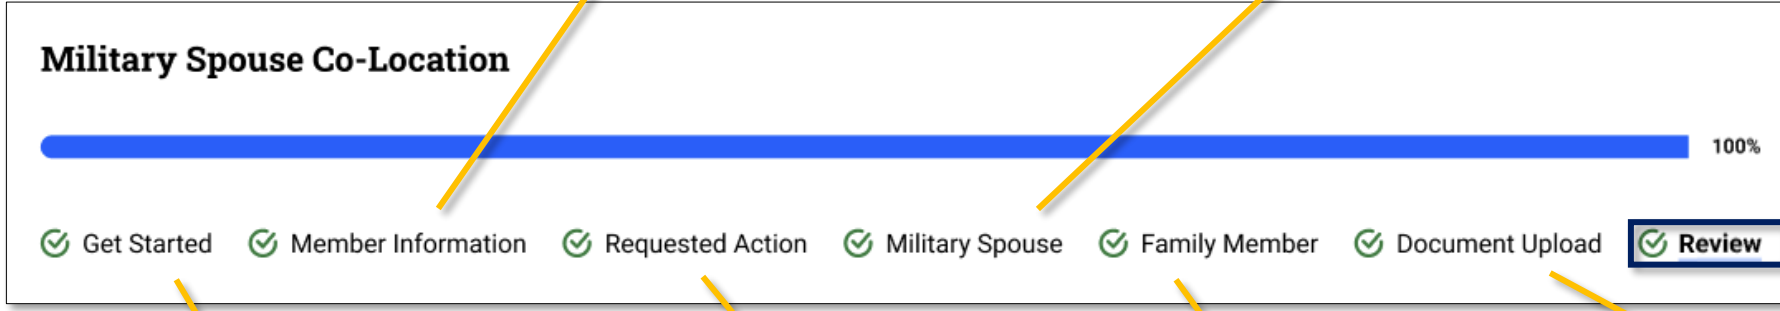 Military Spouse Co-Location
100%
Get Started Member Information Requested Action Military Spouse Family Member Document Upload Review